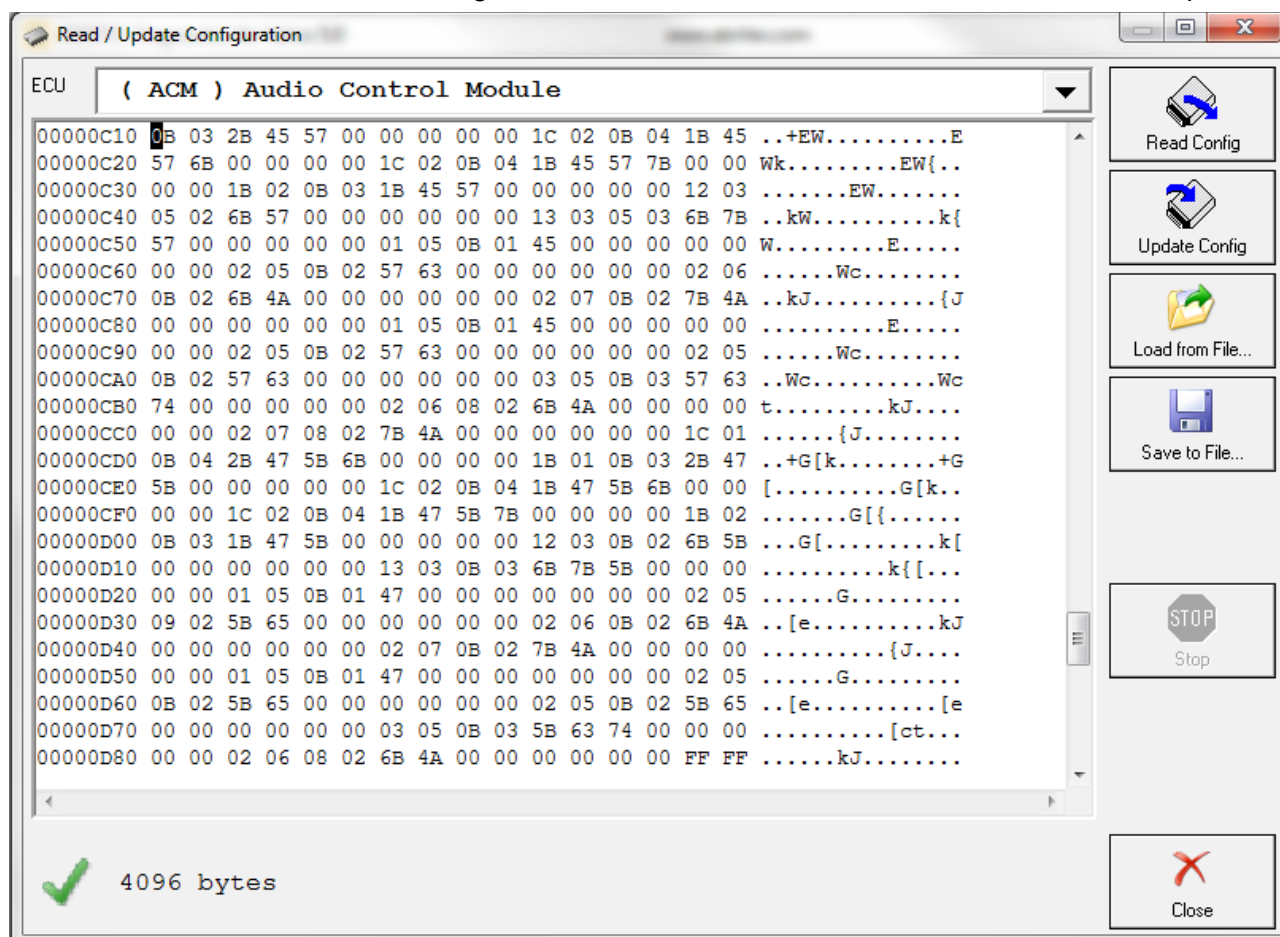 Read / Update Configuration
ECU
( ACM ) Audio Control Module
00000C10 0B 03 2B 45 57 00 00 00 00 00 1C 02 0B 04 1B 45 ..+EW..........E
00000C20 57 6B 00 00 00 00 1C 02 0B 04 1B 45 57 7B 00 00 Wk.........EW{..
00000C30 00 00 1B 02 0B 03 1B 45 57 00 00 00 00 00 12 03 .......EW.......
00000C40 05 02 6B 57 00 00 00 00 00 00 13 03 05 03 6B 7B ..kW..........k{
00000C50 57 00 00 00 00 00 01 05 0B 01 45 00 00 00 00 00 W.........E.....
00000C60 00 00 02 05 0B 02 57 63 00 00 00 00 00 00 02 06 ......Wc........
00000C70 0B 02 6B 4A 00 00 00 00 00 00 02 07 0B 02 7B 4A ..kJ..........{J
00000C80 00 00 00 00 00 00 01 05 0B 01 45 00 00 00 00 00 ..........E.....
00000C90 00 00 02 05 0B 02 57 63 00 00 00 00 00 00 02 05 ......Wc........
00000CA0 0B 02 57 63 00 00 00 00 00 00 03 05 0B 03 57 63 ..Wc..........Wc
00000CB0 74 00 00 00 00 00 02 06 08 02 6B 4A 00 00 00 00 t.........kJ....
00000CC0 00 00 02 07 08 02 7B 4A 00 00 00 00 00 00 1C 01 ......{J........
00000CD0 0B 04 2B 47 5B 6B 00 00 00 00 1B 01 0B 03 2B 47 ..+G[k........+G
00000CE0 5B 00 00 00 00 00 1C 02 0B 04 1B 47 5B 6B 00 00 [..........G[k..
00000CF0 00 00 1C 02 0B 04 1B 47 5B 7B 00 00 00 00 1B 02 .......G[{......
00000D00 0B 03 1B 47 5B 00 00 00 00 00 12 03 0B 02 6B 5B ...G[.........k[
00000D10 00 00 00 00 00 00 13 03 0B 03 6B 7B 5B 00 00 00 ..........k{[...
00000D20 00 00 01 05 0B 01 47 00 00 00 00 00 00 00 02 05 ......G.........
00000D30 09 02 5B 65 00 00 00 00 00 00 02 06 0B 02 6B 4A ..[e..........kJ
00000D40 00 00 00 00 00 00 02 07 0B 02 7B 4A 00 00 00 00 ..........{J....
00000D50 00 00 01 05 0B 01 47 00 00 00 00 00 00 00 02 05 ......G.........
00000D60 0B 02 5B 65 00 00 00 00 00 00 02 05 0B 02 5B 65 ..[e..........[e
00000D70 00 00 00 00 00 00 03 05 0B 03 5B 63 74 00 00 00 ..........[ct...
00000D80 00 00 02 06 08 02 6B 4A 00 00 00 00 00 00 FF FF ......kJ........
4096 bytes
Read Config
Update Config
Load from File...
Save to File...
STOP
Stop
Close